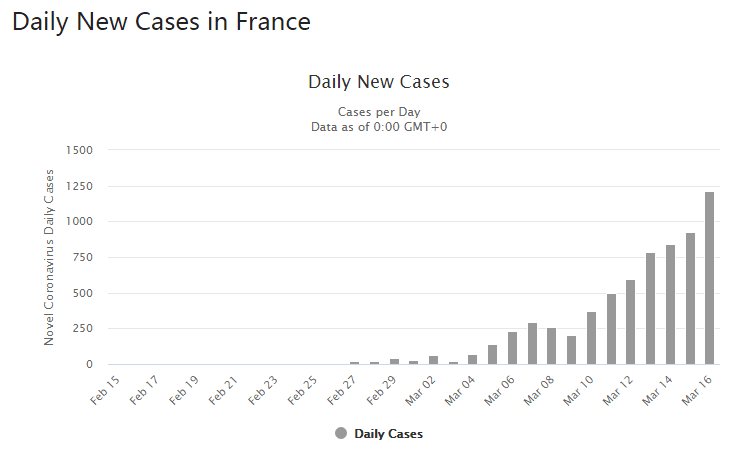 Daily New Cases in France
Daily New Cases
Cases per Day
Data as of 0:00 GMT+0
Novel Coronavirus Daily Cases
1500
1250
1000
750
500
250
0
Feb 15
Feb 17
Feb 19
Feb 21
Feb 23
Feb 25
Feb 27
Feb 29
Mar 02
Mar 04
Mar 06
Mar 08
Mar 10
Mar 12
Mar 14
Mar 16
Daily Cases